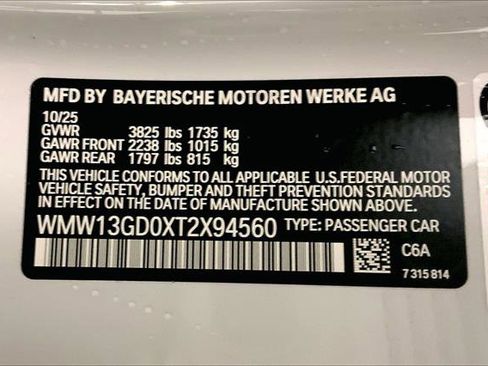 MFD BY BAYERISCHE MOTOREN WERKE AG
10/25
GVWR 3825 lbs 1735 kg
GAWR FRONT 2238 lbs 1015 kg
GAWR REAR 1797 lbs 815 kg
THIS VEHICLE CONFORMS TO ALL APPLICABLE U.S.FEDERAL MOTOR
VEHICLE SAFETY, BUMPER AND THEFT PREVENTION STANDARDS
IN EFFECT ON THE DATE OF MANUFACTURE SHOWN ABOVE.
WMW13GD0XT2X94560 TYPE: PASSENGER CAR
C6A
7 315 814